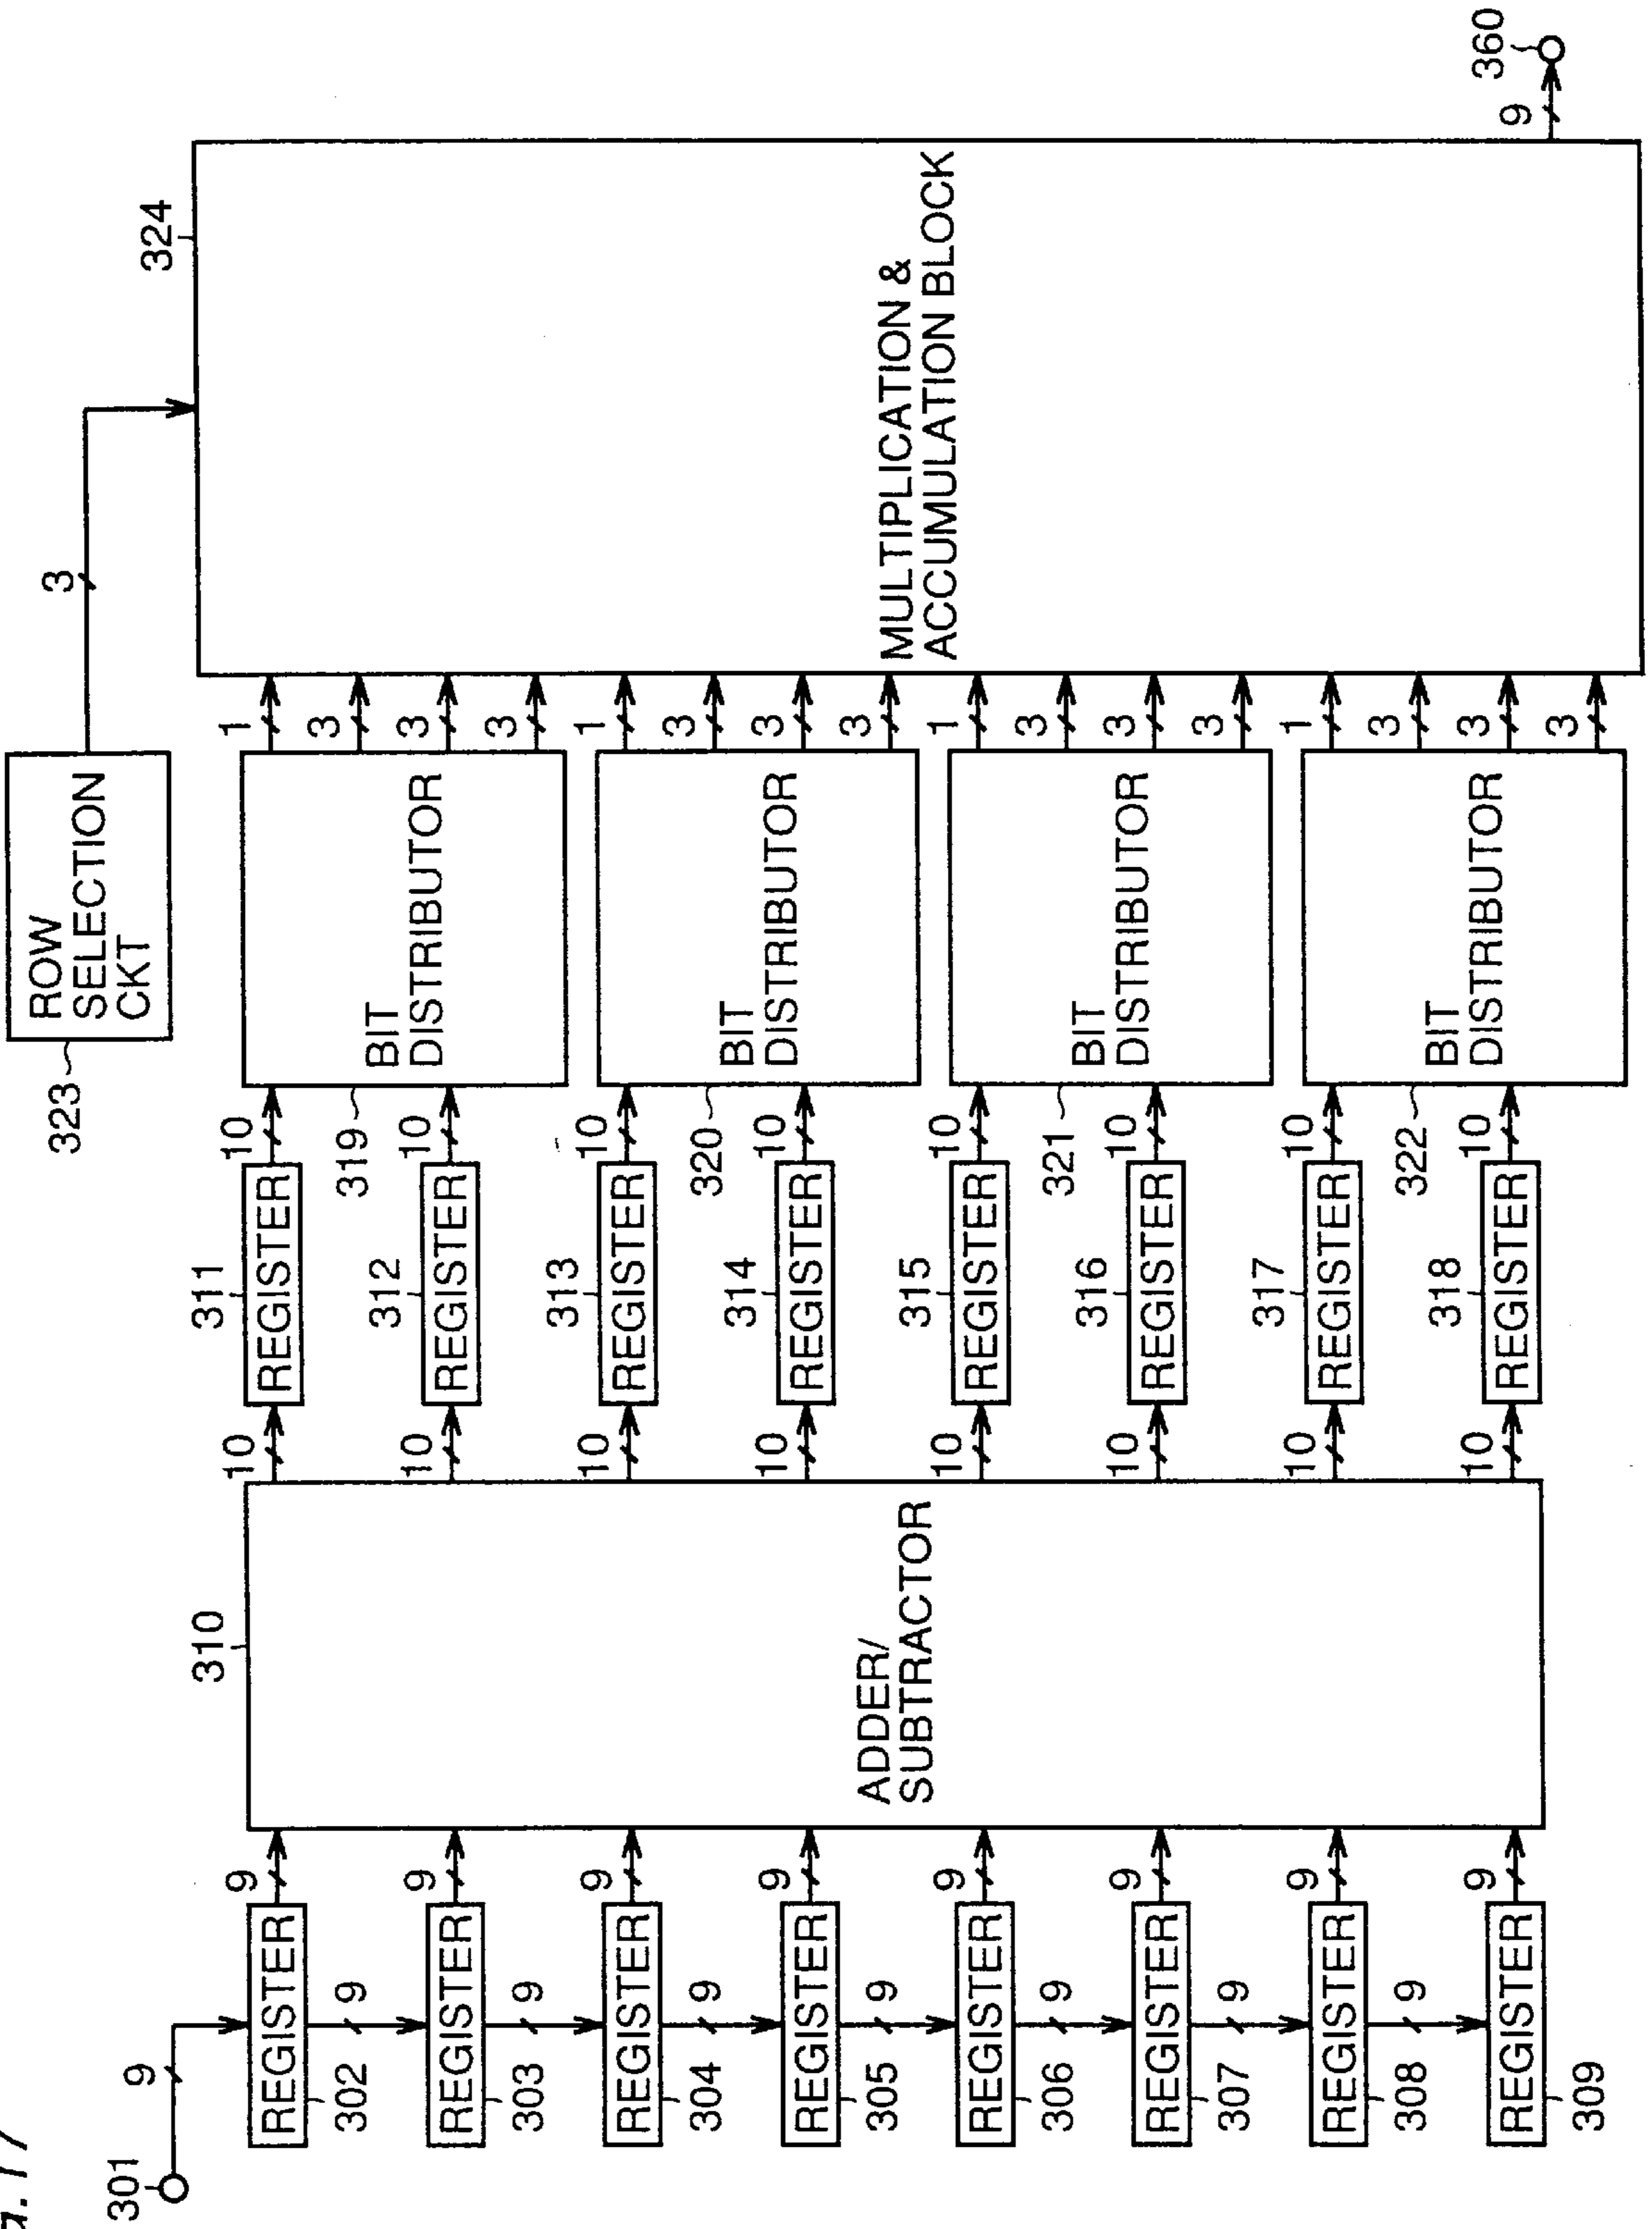 g.17
301
9
REGISTER
302
9
9
REGISTER
303
9
9
REGISTER
304
9
9
REGISTER
305
9
9
REGISTER
306
9
9
REGISTER
307
9
9
REGISTER
308
9
9
REGISTER
309
9
310
ADDER/
SUBTRACTOR
10
311
REGISTER
10
10
312
REGISTER
10
10
313
REGISTER
10
10
314
REGISTER
10
10
315
REGISTER
10
10
316
REGISTER
10
10
317
REGISTER
10
10
318
REGISTER
10
323
ROW
SELECTION
CKT
3
319
BIT
DISTRIBUTOR
1
3
3
3
320
BIT
DISTRIBUTOR
1
3
3
3
321
BIT
DISTRIBUTOR
1
3
3
3
322
BIT
DISTRIBUTOR
1
3
3
3
324
MULTIPLICATION &
ACCUMULATION BLOCK
9
360